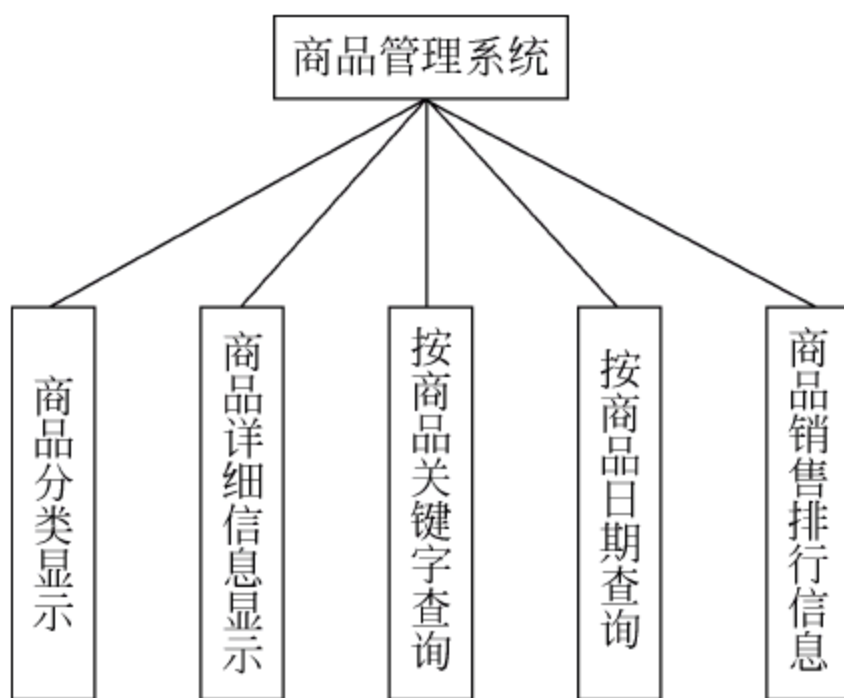 商品管理系统
商品分类显示
商品详细信息显示
按商品关键字查询
按商品日期查询
商品销售排行信息